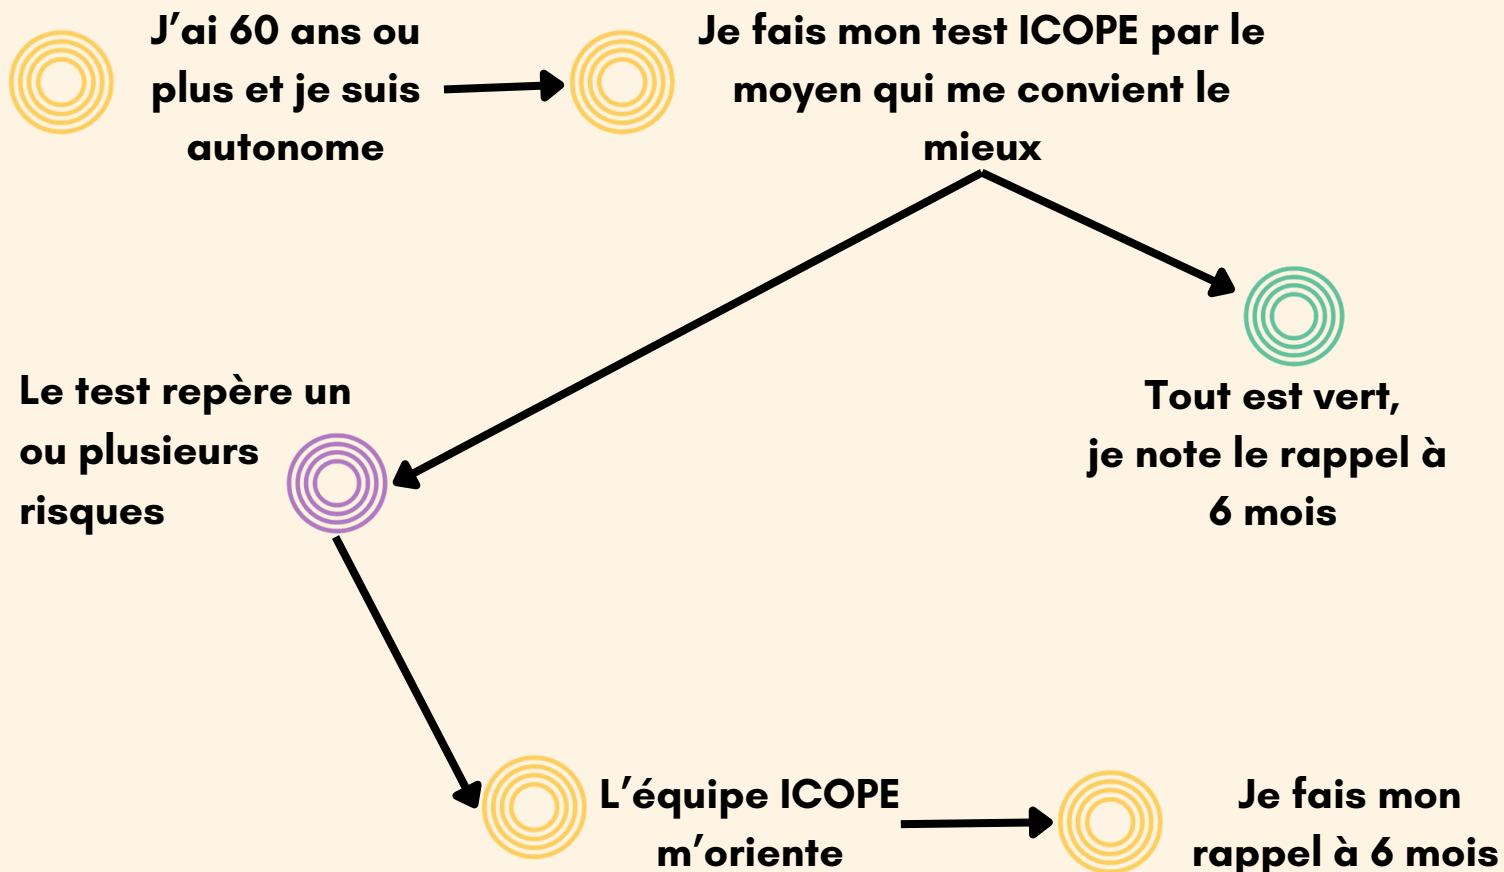 J’ai 60 ans ou
plus et je suis
autonome
Je fais mon test ICOPE par le
moyen qui me convient le
mieux
Tout est vert,
je note le rappel à
6 mois
Le test repère un
ou plusieurs
risques
L’équipe ICOPE
m’oriente
Je fais mon
rappel à 6 mois